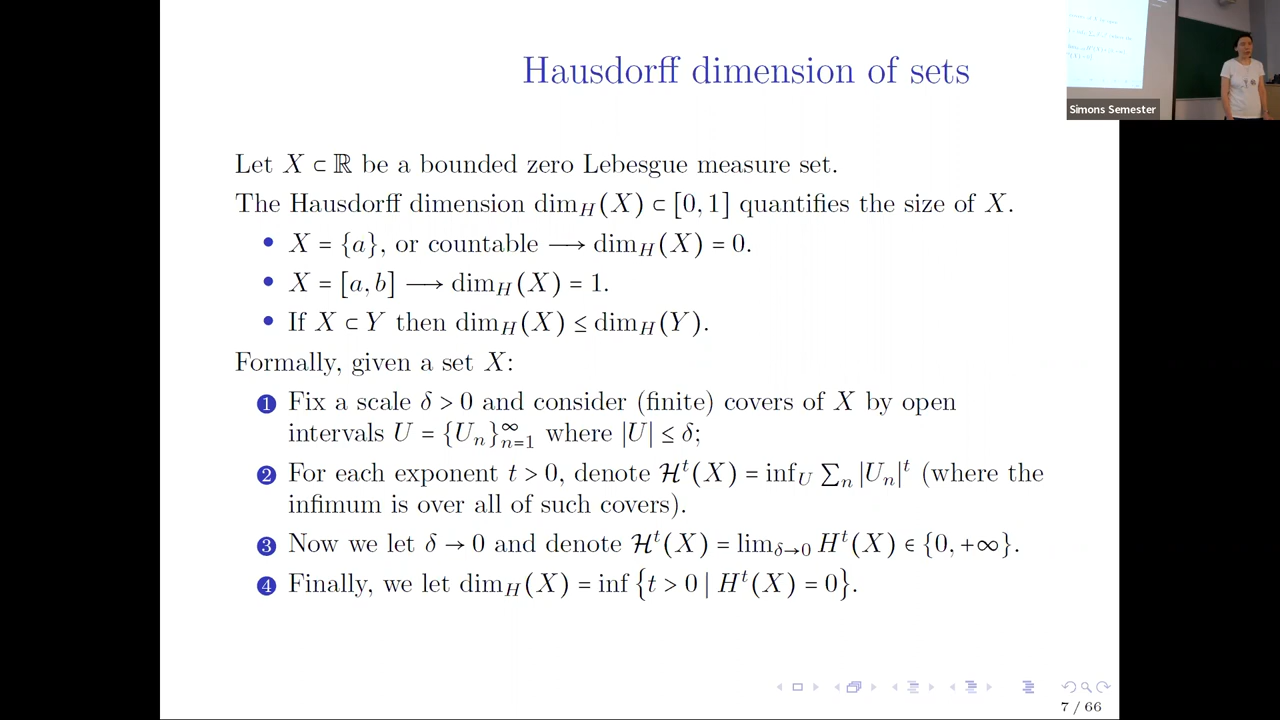 Hausdorff dimension of sets
Simons Semester
Let X ⊂ ℝ be a bounded zero Lebesgue measure set.
The Hausdorff dimension dim_H(X) ⊂ [0, 1] quantifies the size of X.
• X = {a}, or countable ⟶ dim_H(X) = 0.
• X = [a, b] ⟶ dim_H(X) = 1.
• If X ⊂ Y then dim_H(X) ≤ dim_H(Y).
Formally, given a set X:
1 Fix a scale δ > 0 and consider (finite) covers of X by open
intervals U = {U_n}_{n=1}^∞ where |U| ≤ δ;
2 For each exponent t > 0, denote ℋ^t(X) = inf_U ∑_n |U_n|^t (where the
infimum is over all of such covers).
3 Now we let δ → 0 and denote ℋ^t(X) = lim_{δ→0} H^t(X) ∈ {0, +∞}.
4 Finally, we let dim_H(X) = inf {t > 0 | H^t(X) = 0}.
7 / 66